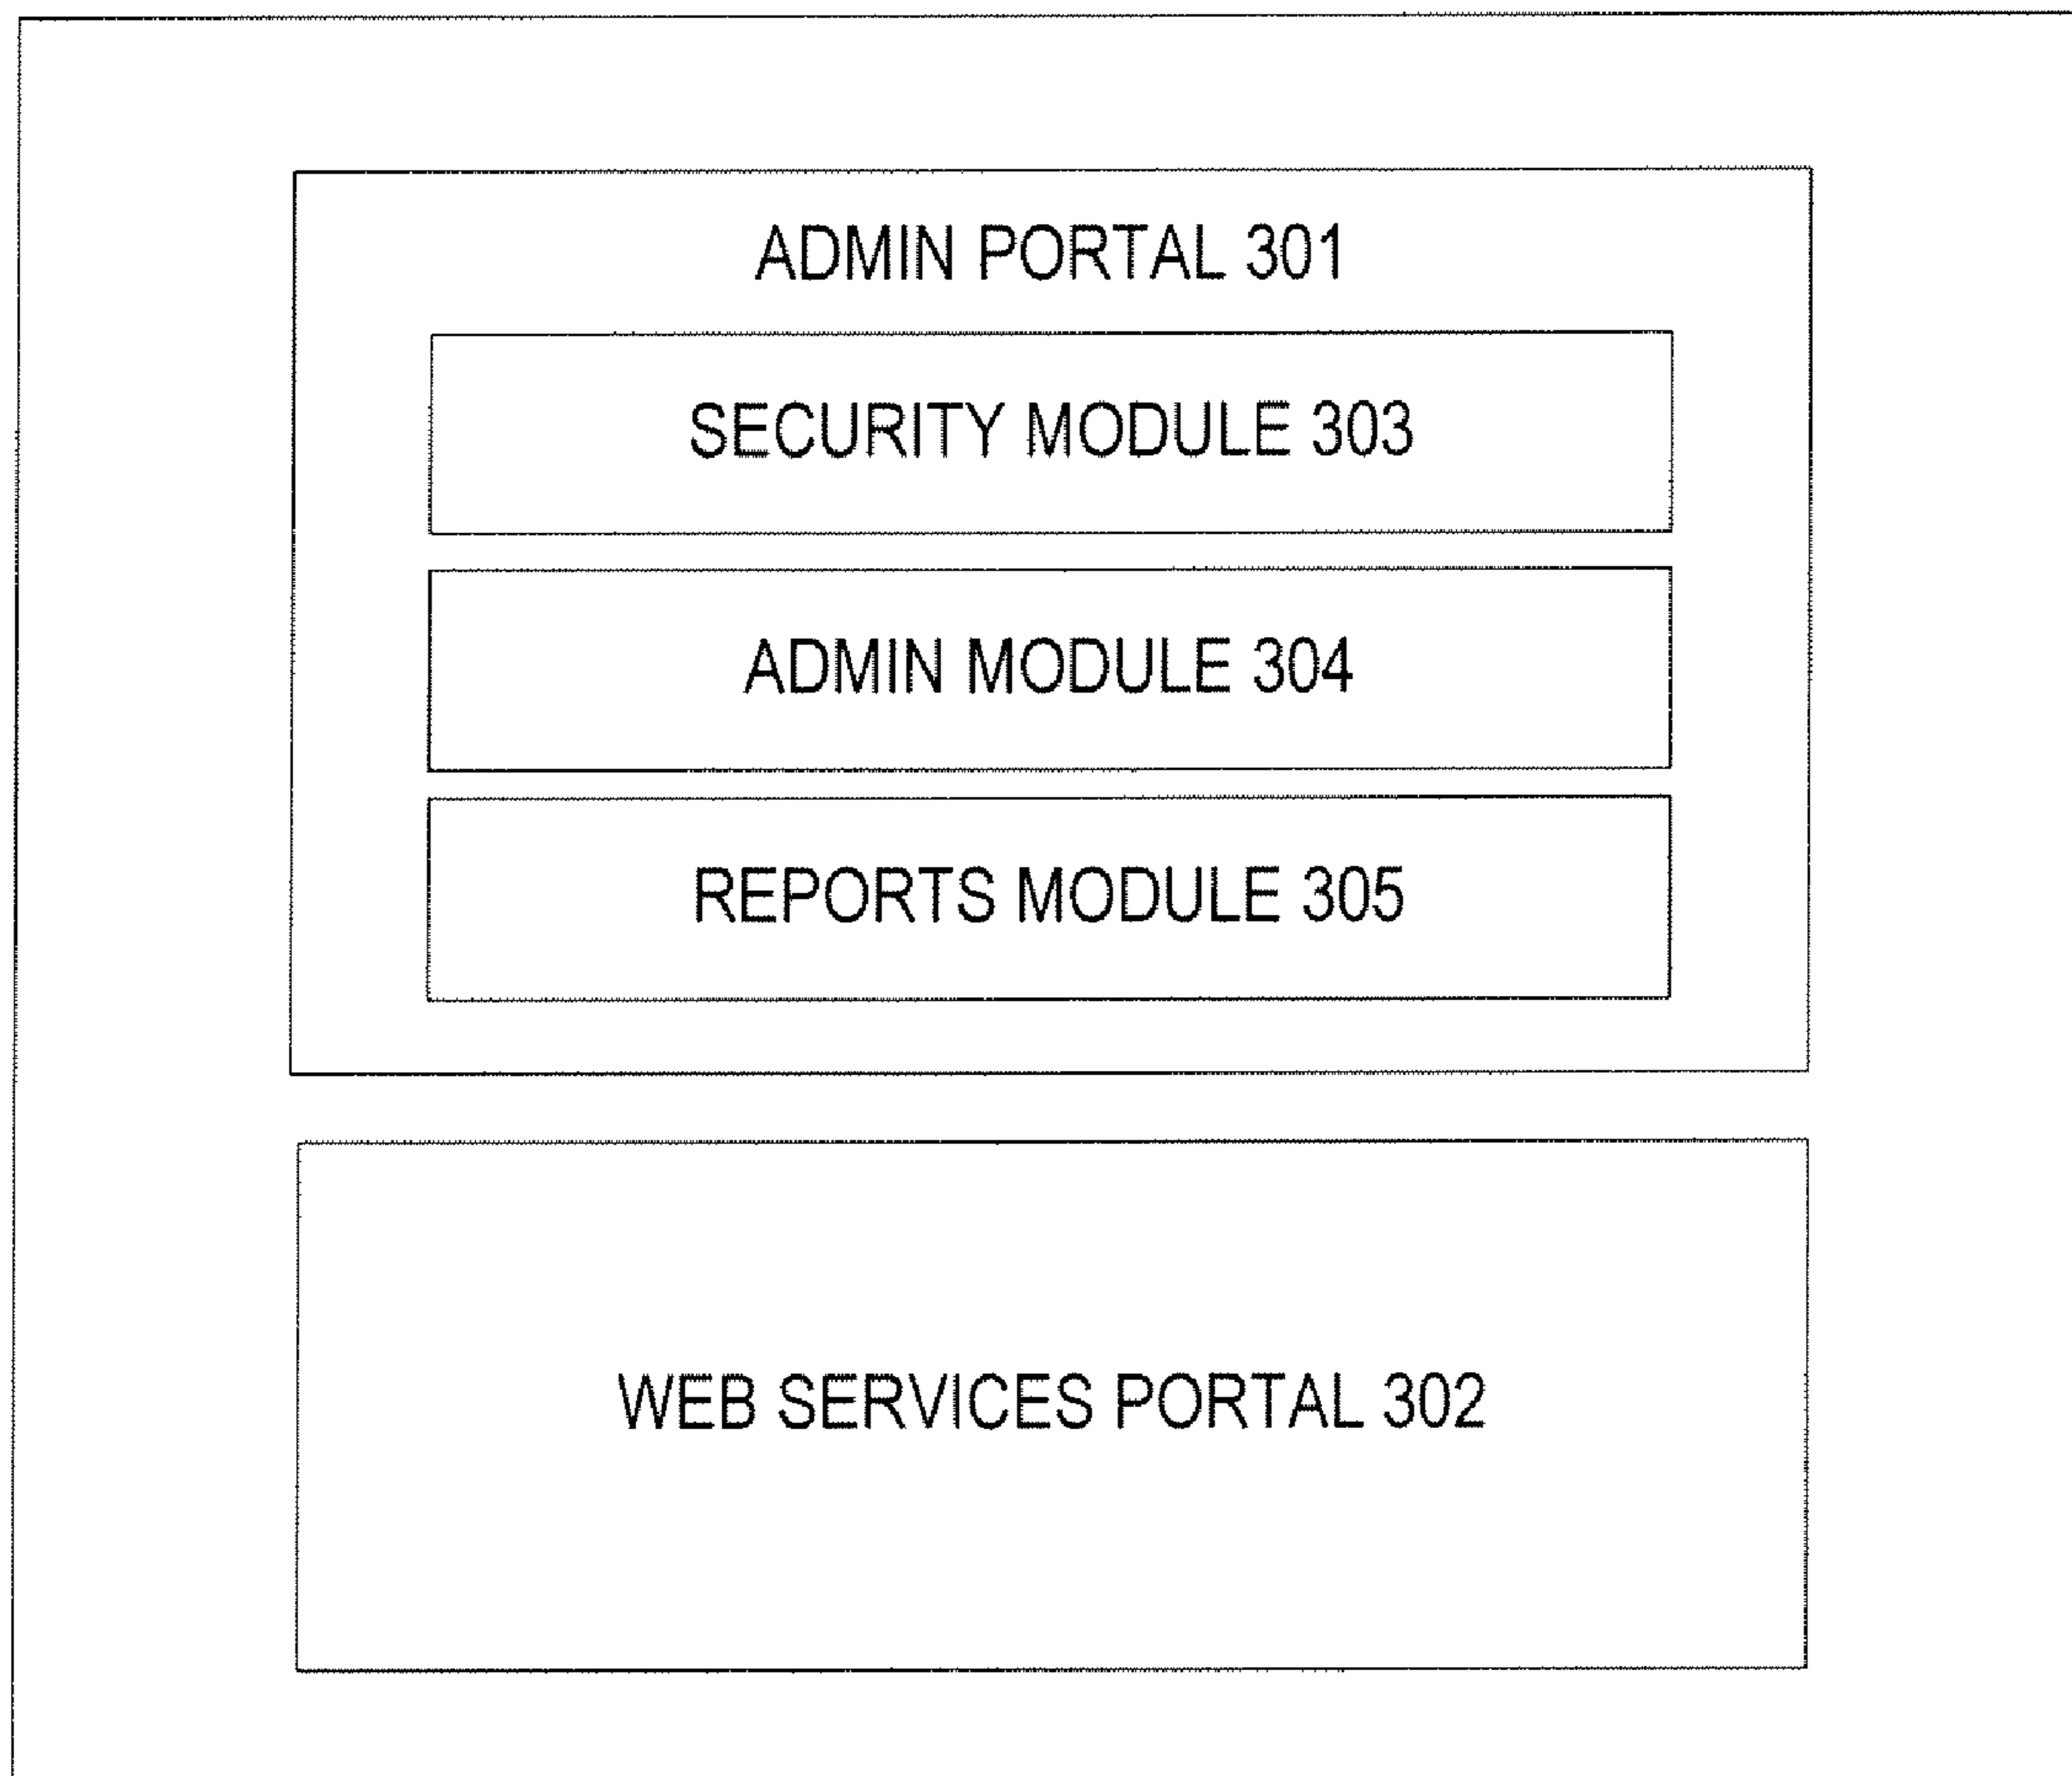 ADMIN PORTAL 301
SECURITY MODULE 303
ADMIN MODULE 304
REPORTS MODULE 305
WEB SERVICES PORTAL 302